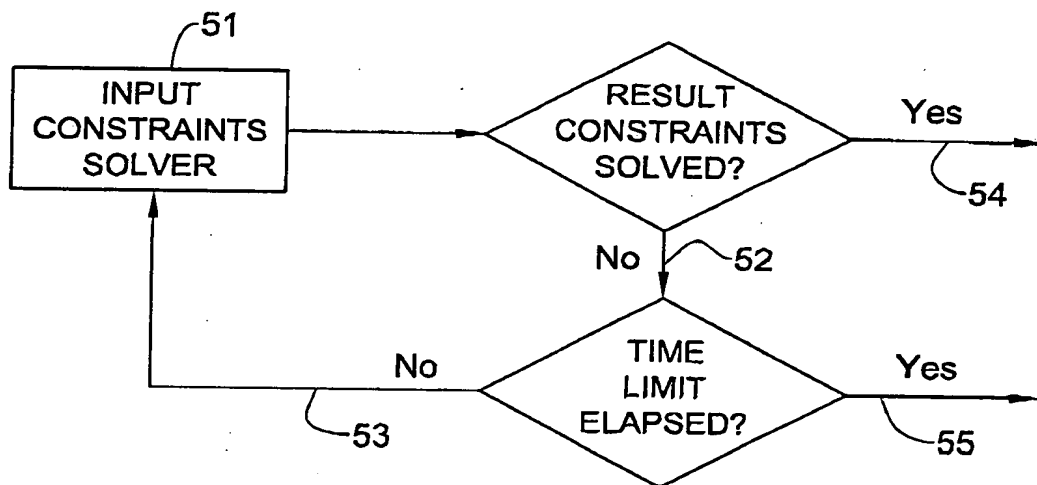 51
INPUT
CONSTRAINTS
SOLVER
RESULT
CONSTRAINTS
SOLVED?
Yes
54
No
52
TIME
LIMIT
ELAPSED?
No
53
Yes
55